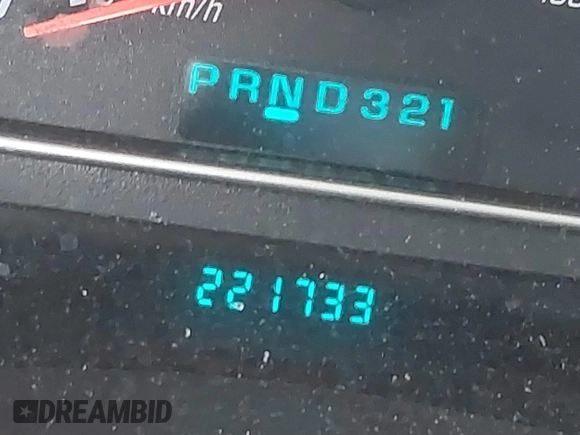 km/h
PRND321
221733
DREAMBID